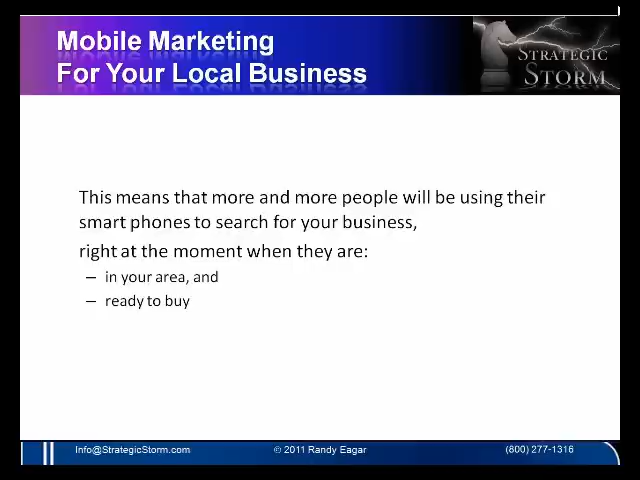 Mobile Marketing
For Your Local Business
STRATEGIC
STORM
This means that more and more people will be using their
smart phones to search for your business,
right at the moment when they are:
– in your area, and
– ready to buy
Info@StrategicStorm.com
© 2011 Randy Eagar
(800) 277-1316